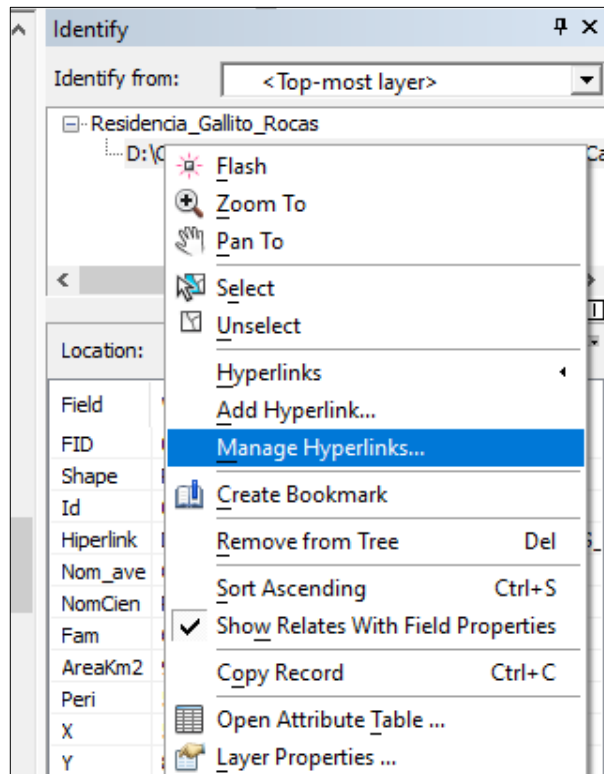 Identify
Identify from: <Top-most layer>
Residencia_Gallito_Rocas
D:\
Flash
Zoom To
Pan To
Select
Unselect
Location:
Hyperlinks
Add Hyperlink...
Field
Manage Hyperlinks...
FID
Shape
Create Bookmark
Id
Hiperlink
Remove from Tree Del
Nom_ave
Sort Ascending Ctrl+S
NomCien
Show Relates With Field Properties
Fam
AreaKm2
Copy Record Ctrl+C
Peri
Open Attribute Table ...
X
Layer Properties ...
Y